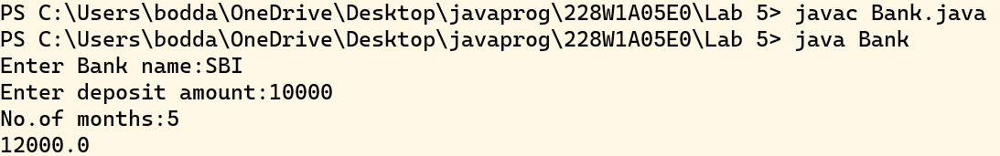 PS C:\Users\bodda\OneDrive\Desktop\javaprog\228W1A05E0\Lab 5> javac Bank.java
PS C:\Users\bodda\OneDrive\Desktop\javaprog\228W1A05E0\Lab 5> java Bank
Enter Bank name:SBI
Enter deposit amount:10000
No.of months:5
12000.0